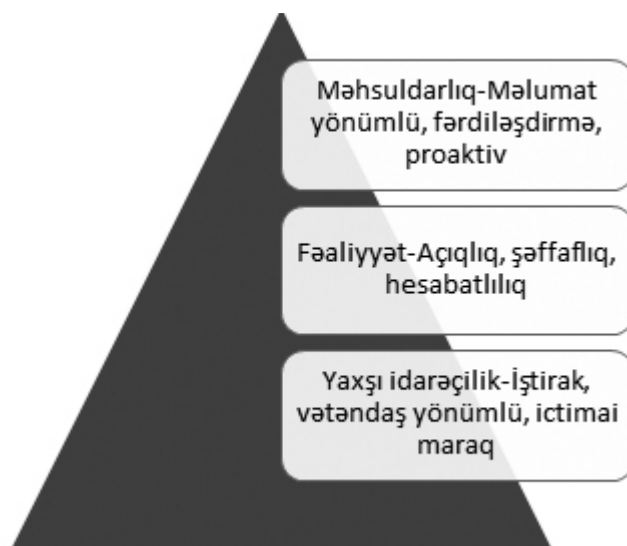 Məhsuldarlıq-Məlumat
yönümlü, fərdiləşdirmə,
proaktiv
Fəaliyyət-Açıqlıq, şəffaflıq,
hesabatlılıq
Yaxşı idarəçilik-İştirak,
vətəndaş yönümlü, ictimai
maraq